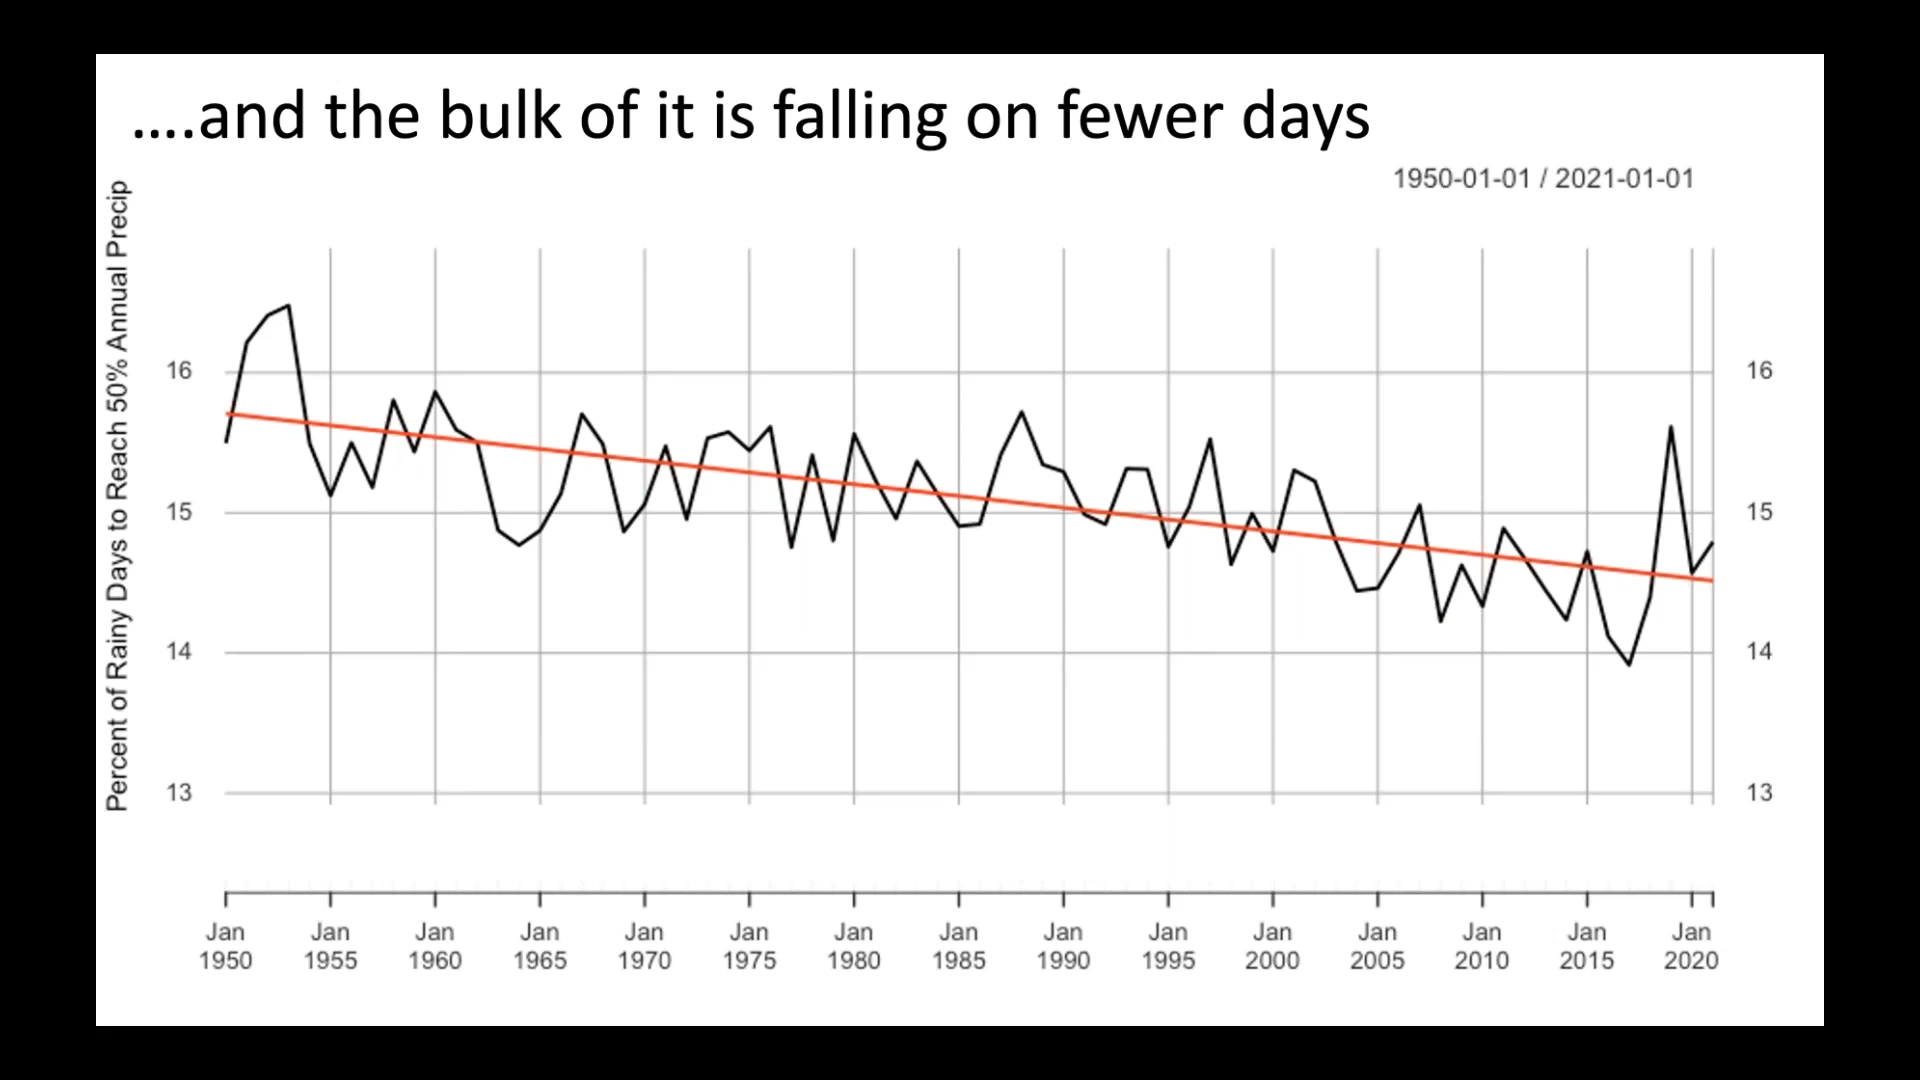 ....and the bulk of it is falling on fewer days
1950-01-01 / 2021-01-01
Percent of Rainy Days to Reach 50% Annual Precip
16 16
15 15
14 14
13 13
Jan Jan Jan Jan Jan Jan Jan Jan Jan Jan Jan Jan Jan Jan Jan
1950 1955 1960 1965 1970 1975 1980 1985 1990 1995 2000 2005 2010 2015 2020